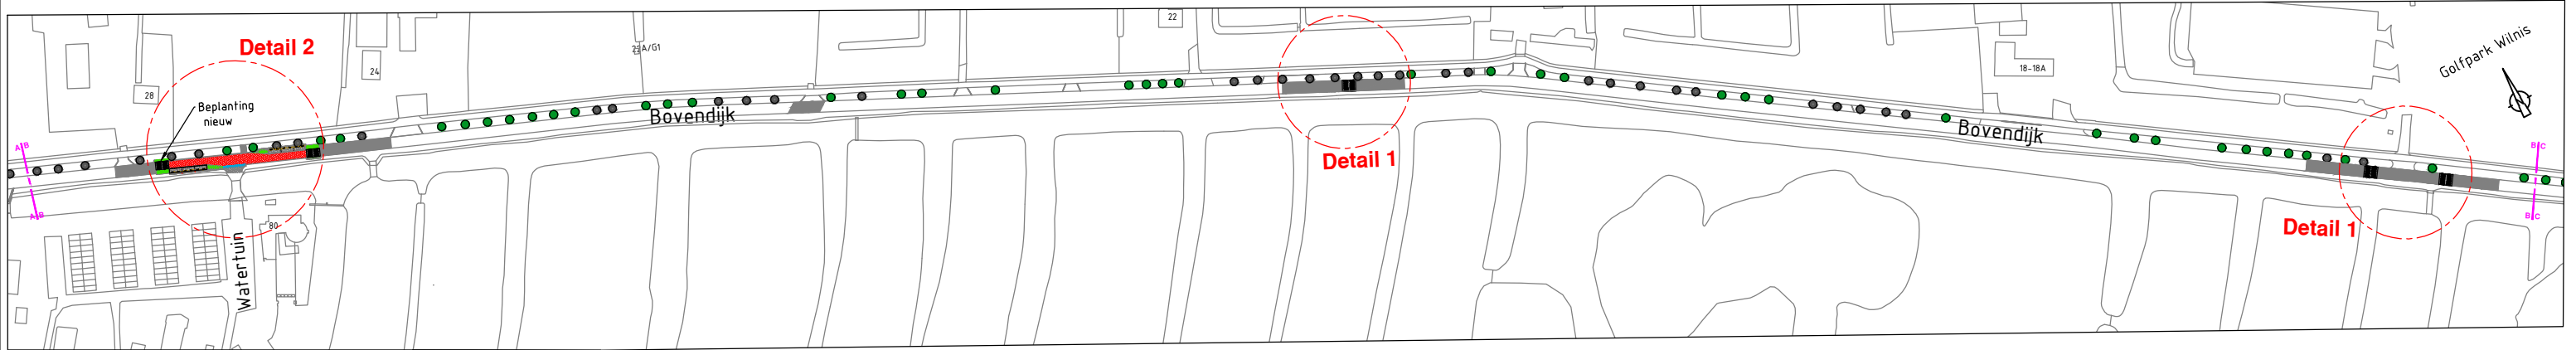 Detail 2
22
22A/G1
24
28
Beplanting
nieuw
Bovendijk
Detail 1
18-18A
Golfpark Wilnis
Bovendijk
Detail 1
A/B
A/B
B/C
B/C
80
Watertuin